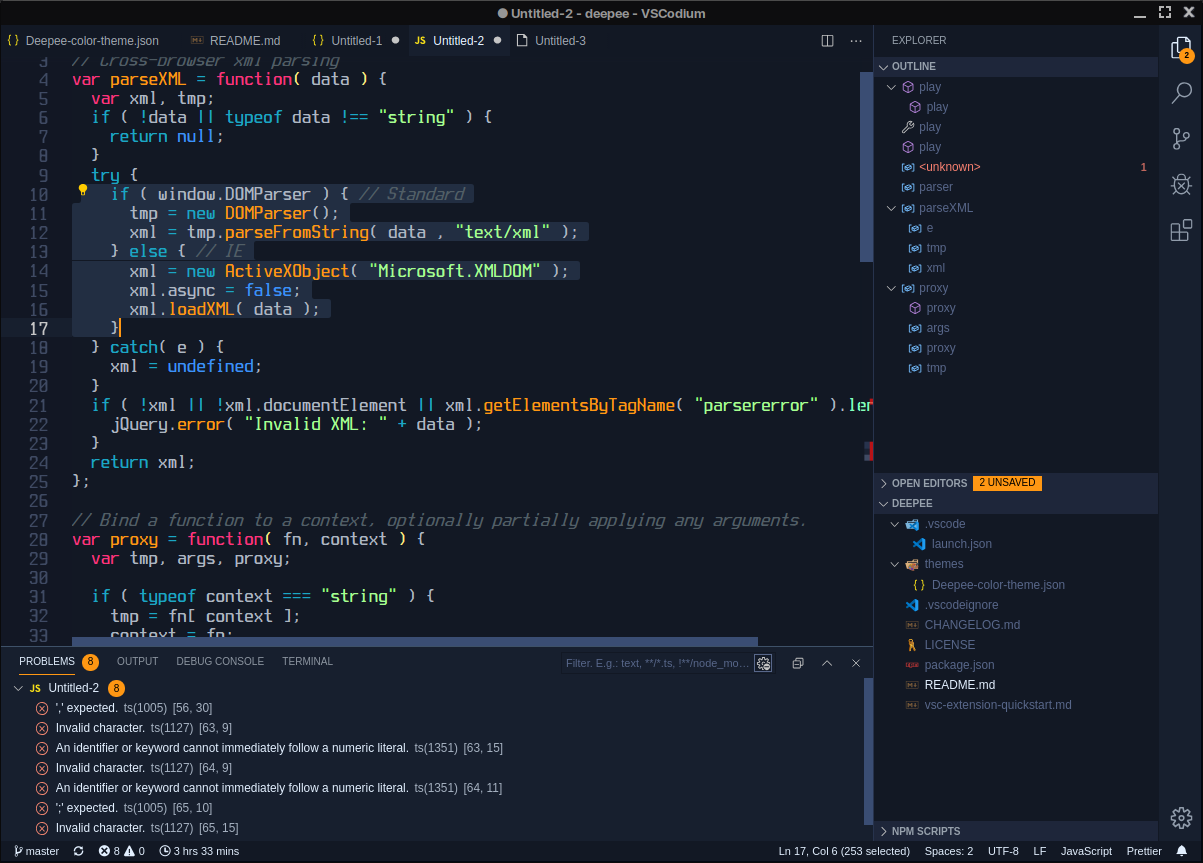 Untitled-2 - deepee - VSCodium
{ } Deepee-color-theme.json README.md { } Untitled-1 JS Untitled-2 Untitled-3
3 // Cross-browser xml parsing
4 var parseXML = function( data ) {
5 var xml, tmp;
6 if ( !data || typeof data !== "string" ) {
7 return null;
8 }
9 try {
10 if ( window.DOMParser ) { // Standard
11 tmp = new DOMParser();
12 xml = tmp.parseFromString( data , "text/xml" );
13 } else { // IE
14 xml = new ActiveXObject( "Microsoft.XMLDOM" );
15 xml.async = false;
16 xml.loadXML( data );
17 }
18 } catch( e ) {
19 xml = undefined;
20 }
21 if ( !xml || !xml.documentElement || xml.getElementsByTagName( "parsererror" ).len
22 jQuery.error( "Invalid XML: " + data );
23 }
24 return xml;
25 };
26
27 // Bind a function to a context, optionally partially applying any arguments.
28 var proxy = function( fn, context ) {
29 var tmp, args, proxy;
30
31 if ( typeof context === "string" ) {
32 tmp = fn[ context ];
33 context = fn;
PROBLEMS 8 OUTPUT DEBUG CONSOLE TERMINAL
Filter. E.g.: text, **/*.ts, !**/node_mo…
JS Untitled-2 8
',' expected. ts(1005) [56, 30]
Invalid character. ts(1127) [63, 9]
An identifier or keyword cannot immediately follow a numeric literal. ts(1351) [63, 15]
Invalid character. ts(1127) [64, 9]
An identifier or keyword cannot immediately follow a numeric literal. ts(1351) [64, 11]
';' expected. ts(1005) [65, 10]
Invalid character. ts(1127) [65, 15]
EXPLORER
2
OUTLINE
play
play
play
play
<unknown> 1
parser
parseXML
e
tmp
xml
proxy
proxy
args
proxy
tmp
OPEN EDITORS 2 UNSAVED
DEEPEE
.vscode
launch.json
themes
{ } Deepee-color-theme.json
.vscodeignore
CHANGELOG.md
LICENSE
package.json
README.md
vsc-extension-quickstart.md
NPM SCRIPTS
master 8 0 3 hrs 33 mins
Ln 17, Col 6 (253 selected) Spaces: 2 UTF-8 LF JavaScript Prettier